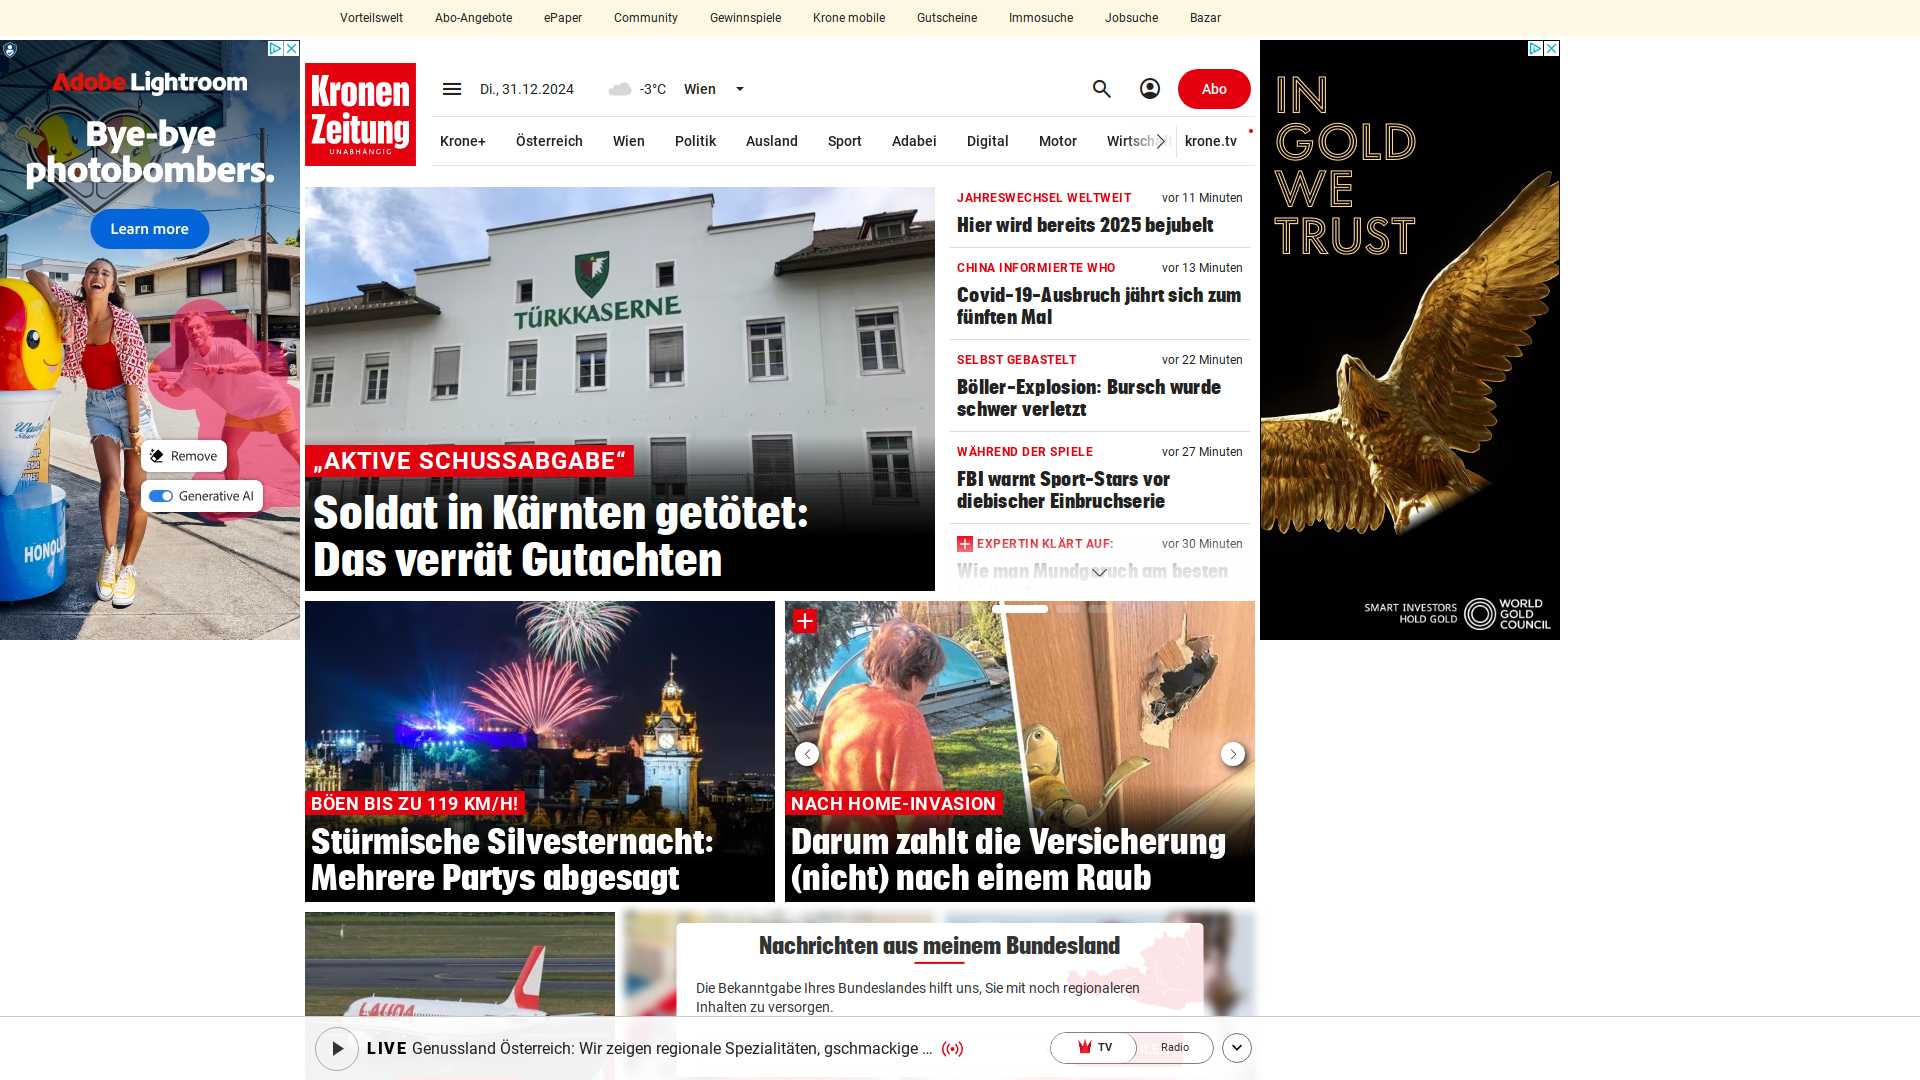 Vorteilswelt
Abo-Angebote
ePaper
Community
Gewinnspiele
Krone mobile
Gutscheine
Immosuche
Jobsuche
Bazar
Adobe Lightroom
Bye-bye
photobombers.
Learn more
Remove
Generative AI
Kronen
Zeitung
UNABHÄNGIG
Di., 31.12.2024
-3°C
Wien
Abo
Krone+
Österreich
Wien
Politik
Ausland
Sport
Adabei
Digital
Motor
Wirtschaft
krone.tv
TÜRKKASERNE
„AKTIVE SCHUSSABGABE“
Soldat in Kärnten getötet:
Das verrät Gutachten
JAHRESWECHSEL WELTWEIT
vor 11 Minuten
Hier wird bereits 2025 bejubelt
CHINA INFORMIERTE WHO
vor 13 Minuten
Covid-19-Ausbruch jährt sich zum
fünften Mal
SELBST GEBASTELT
vor 22 Minuten
Böller-Explosion: Bursch wurde
schwer verletzt
WÄHREND DER SPIELE
vor 27 Minuten
FBI warnt Sport-Stars vor
diebischer Einbruchserie
EXPERTIN KLÄRT AUF:
vor 30 Minuten
Wie man Mundgeruch am besten
IN
GOLD
WE
TRUST
SMART INVESTORS
HOLD GOLD
WORLD
GOLD
COUNCIL
BÖEN BIS ZU 119 KM/H!
Stürmische Silvesternacht:
Mehrere Partys abgesagt
NACH HOME-INVASION
Darum zahlt die Versicherung
(nicht) nach einem Raub
Nachrichten aus meinem Bundesland
Die Bekanntgabe Ihres Bundeslandes hilft uns, Sie mit noch regionaleren
Inhalten zu versorgen.
LIVE Genussland Österreich: Wir zeigen regionale Spezialitäten, gschmackige ...
TV
Radio